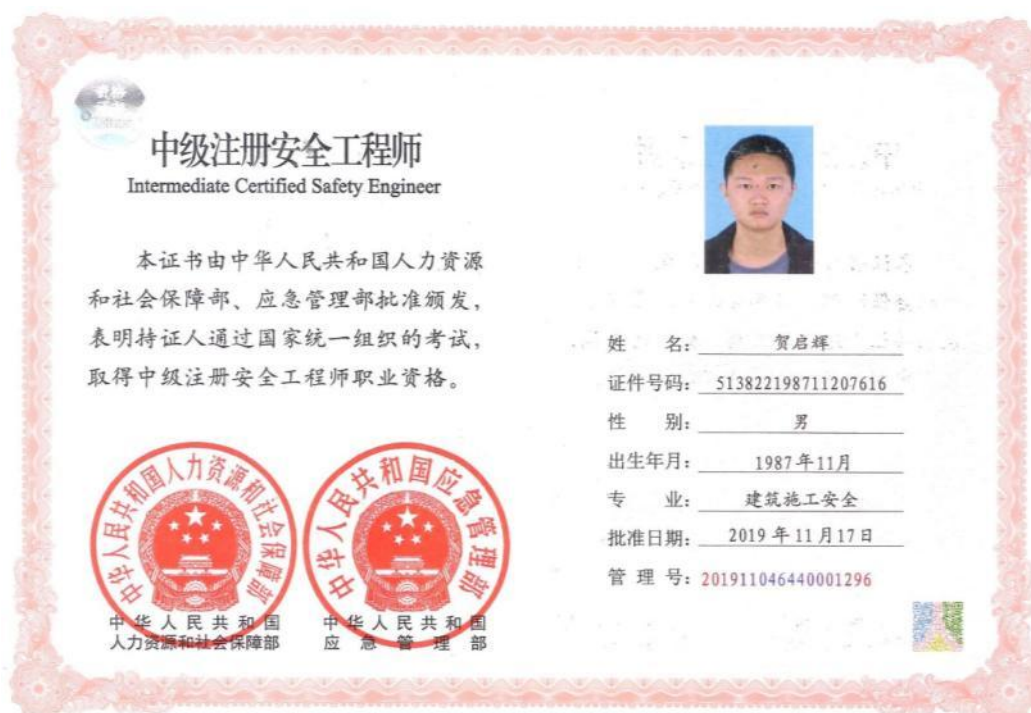 中级注册安全工程师
Intermediate Certified Safety Engineer
本证书由中华人民共和国人力资源
和社会保障部、应急管理部批准颁发，
表明持证人通过国家统一组织的考试，
取得中级注册安全工程师职业资格。
中华人民共和国人力资源和社会保障部
中华人民共和国应急管理部
中华人民共和国
人力资源和社会保障部
中华人民共和国
应急管理部
姓 名：贺启辉
证件号码：513822198711207616
性 别：男
出生年月：1987年11月
专 业：建筑施工安全
批准日期：2019年11月17日
管 理 号：201911046440001296